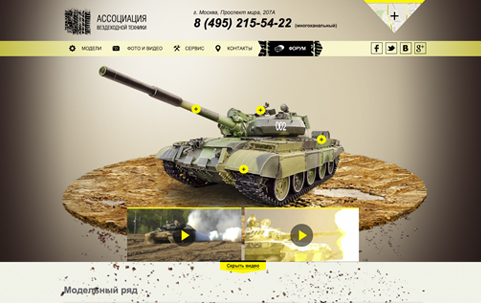 АССОЦИАЦИЯ
ВЕЗДЕХОДНОЙ ТЕХНИКИ
г. Москва, Проспект мира, 207А
8 (495) 215-54-22 (многоканальный)
МОДЕЛИ
ФОТО И ВИДЕО
СЕРВИС
КОНТАКТЫ
ФОРУМ
002
Скрыть видео
Модельный ряд